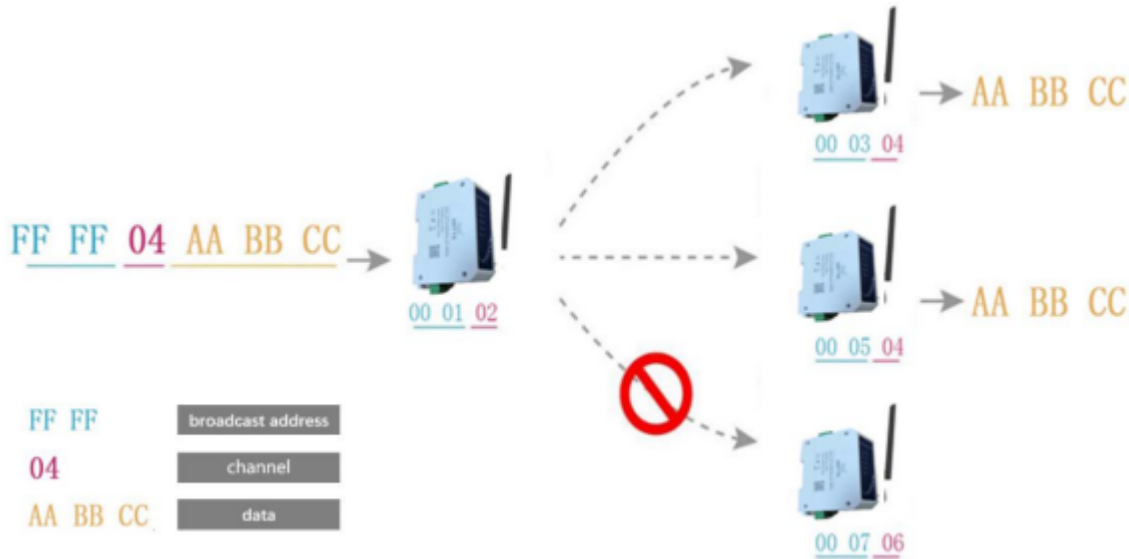 AA BB CC
00 03 04
FF FF 04 AA BB CC
00 01 02
AA BB CC
00 05 04
FF FF broadcast address
04 channel
AA BB CC data
00 07 06